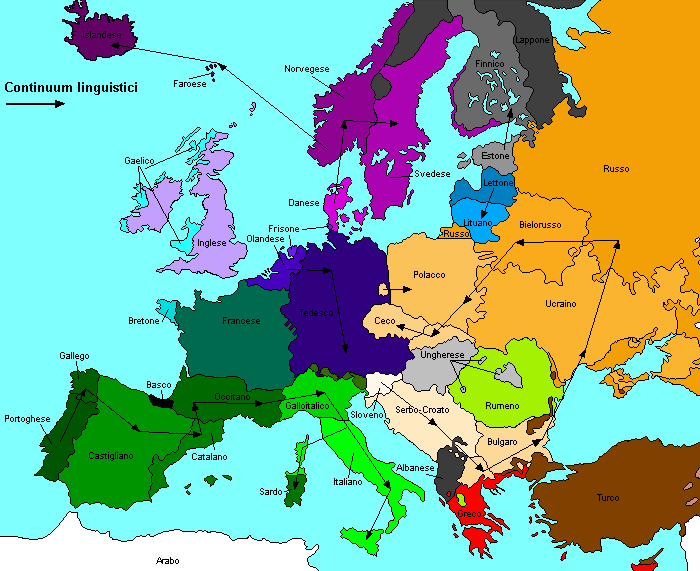 Islandese
Lappone
Finnico
Norvegese
Faroese
Continuum linguistici
Gaelico
Estone
Russo
Svedese
Lettone
Danese
Lituano
Bielorusso
Frisone
Russo
Olandese
Inglese
Polacco
Ucraino
Bretone
Francese
Tedesco
Ceco
Gallego
Ungherese
Basco
Occitano
Galloitalico
Rumeno
Portoghese
Sloveno
Serbo-Croato
Castigliano
Catalano
Bulgaro
Albanese
Italiano
Sardo
Turco
Greco
Arabo